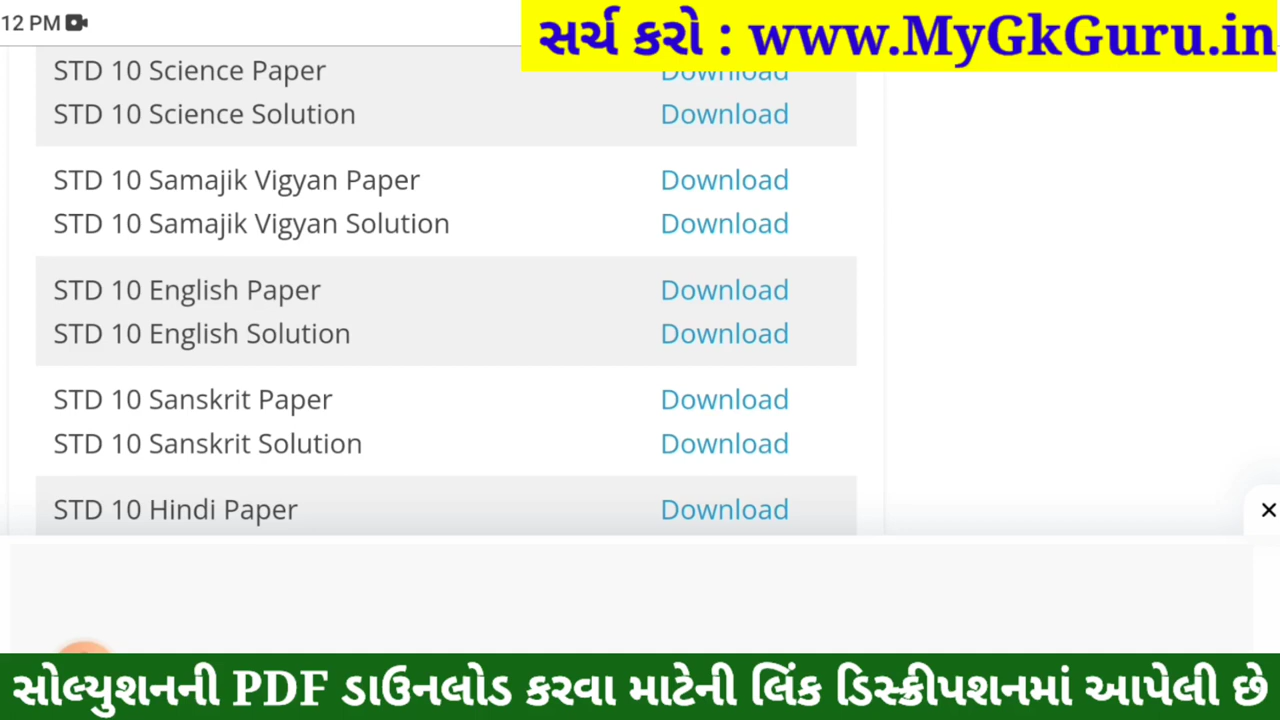 12 PM
સર્ચ કરો : www.MyGkGuru.in
STD 10 Science Paper Download
STD 10 Science Solution Download
STD 10 Samajik Vigyan Paper Download
STD 10 Samajik Vigyan Solution Download
STD 10 English Paper Download
STD 10 English Solution Download
STD 10 Sanskrit Paper Download
STD 10 Sanskrit Solution Download
STD 10 Hindi Paper Download
સોલ્યુશનની PDF ડાઉનલોડ કરવા માટેની લિંક ડિસ્ક્રીપશનમાં આપેલી છે